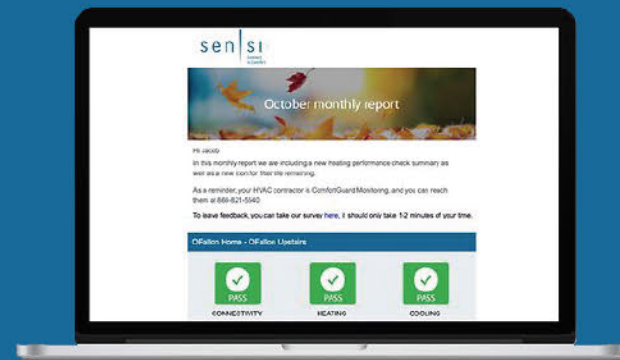 sensi
October monthly report
Hi Jacob
In this monthly report we are including a new heating performance check summary as
well as a new icon for filter life remaining.
As a reminder, your HVAC contractor is ComfortGuard Monitoring, and you can reach
them at 869-821-5540
To leave feedback, you can take our survey here, it should only take 1-2 minutes of your time.
OFallon Home - OFallon Upstairs
PASS PASS PASS
CONNECTIVITY HEATING COOLING